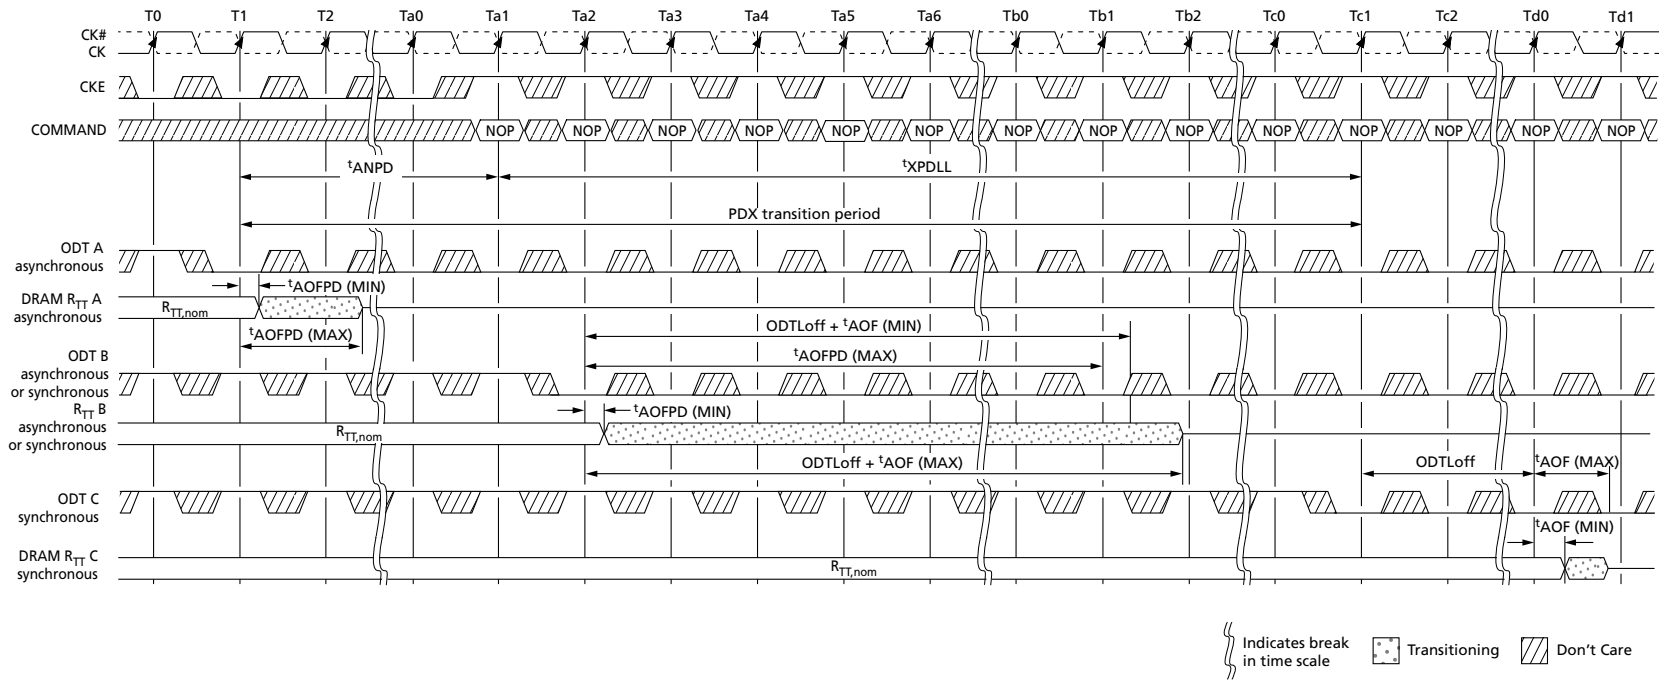 T0 T1 T2 Ta0 Ta1 Ta2 Ta3 Ta4 Ta5 Ta6 Tb0 Tb1 Tb2 Tc0 Tc1 Tc2 Td0 Td1
CK#
CK
CKE
COMMAND NOP NOP NOP NOP NOP NOP NOP NOP NOP NOP NOP NOP NOP NOP
tANPD tXPDLL
PDX transition period
ODT A
asynchronous
tAOFPD (MIN)
DRAM RTT A
asynchronous
RTT,nom
tAOFPD (MAX)
ODTLoff + tAOF (MIN)
tAOFPD (MAX)
ODT B
asynchronous
or synchronous
tAOFPD (MIN)
RTT B
asynchronous
or synchronous
RTT,nom
ODTLoff + tAOF (MAX) ODTLoff tAOF (MAX)
ODT C
synchronous
tAOF (MIN)
DRAM RTT C
synchronous
RTT,nom
Indicates break
in time scale
Transitioning
Don't Care